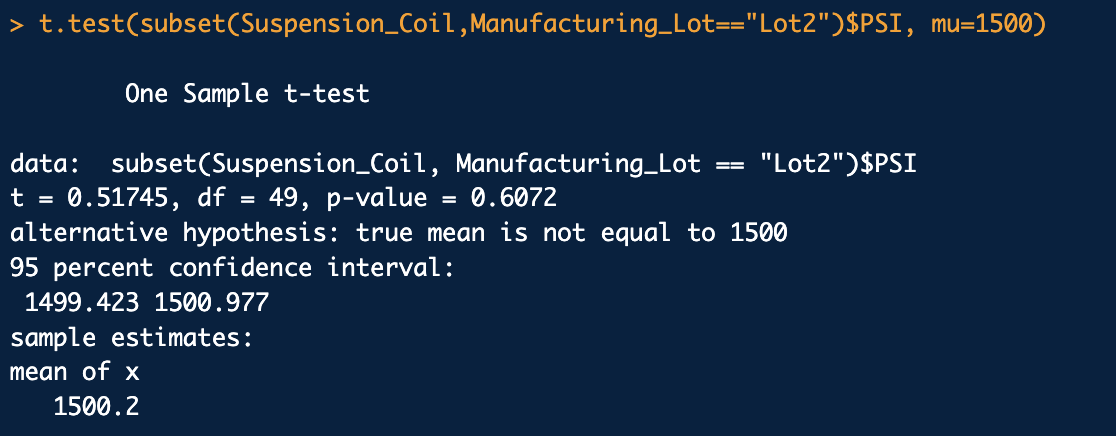 > t.test(subset(Suspension_Coil,Manufacturing_Lot=="Lot2")$PSI, mu=1500)
One Sample t-test
data:  subset(Suspension_Coil, Manufacturing_Lot == "Lot2")$PSI
t = 0.51745, df = 49, p-value = 0.6072
alternative hypothesis: true mean is not equal to 1500
95 percent confidence interval:
 1499.423 1500.977
sample estimates:
mean of x
   1500.2